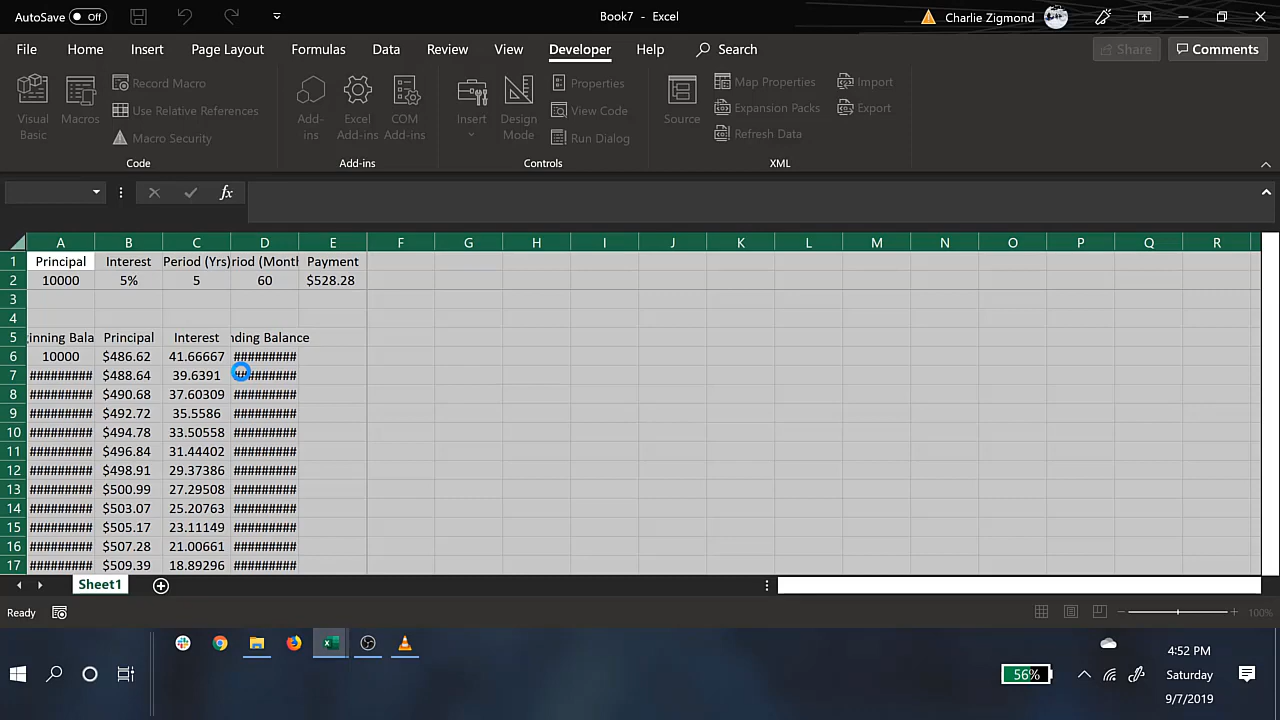 AutoSave Off Book7 - Excel Charlie Zigmond
File Home Insert Page Layout Formulas Data Review View Developer Help Search Share Comments
Visual Basic Macros Record Macro Use Relative References Macro Security Add-ins Excel Add-ins COM Add-ins Insert Design Mode Properties View Code Run Dialog Source Map Properties Expansion Packs Refresh Data Import Export
Code Add-ins Controls XML
fx
A B C D E F G H I J K L M N O P Q R
1 Principal Interest Period (Yrs) riod (Month Payment
2 10000 5% 5 60 $528.28
3
4
5 inning Bala Principal Interest nding Balance
6 10000 $486.62 41.66667 #########
7 ######### $488.64 39.6391 #########
8 ######### $490.68 37.60309 #########
9 ######### $492.72 35.5586 #########
10 ######### $494.78 33.50558 #########
11 ######### $496.84 31.44402 #########
12 ######### $498.91 29.37386 #########
13 ######### $500.99 27.29508 #########
14 ######### $503.07 25.20763 #########
15 ######### $505.17 23.11149 #########
16 ######### $507.28 21.00661 #########
17 ######### $509.39 18.89296 #########
Sheet1
Ready 100%
4:52 PM
56% Saturday
9/7/2019